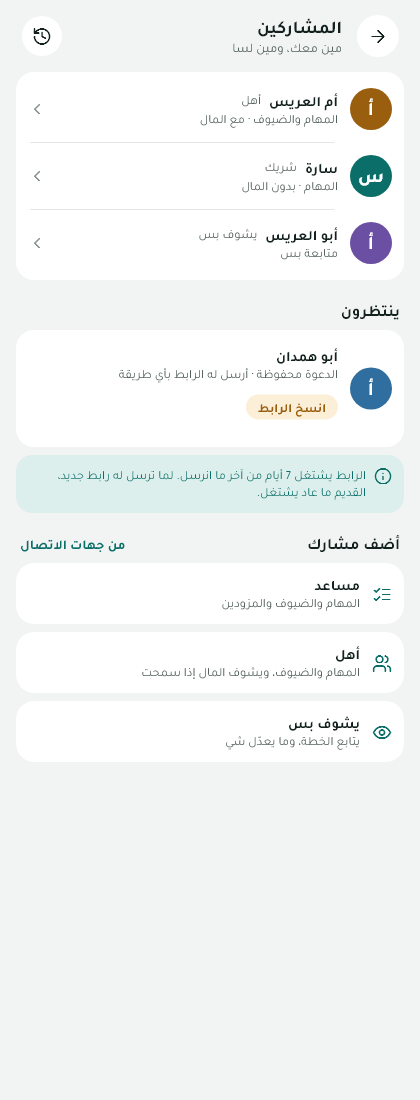 المشاركين
مين معك، ومين لسا
أ
أم العريس أهل
المهام والضيوف · مع المال
س
سارة شريك
المهام · بدون المال
أ
أبو العريس يشوف بس
متابعة بس
ينتظرون
أ
أبو همدان
الدعوة محفوظة · أرسل له الرابط بأي طريقة
انسخ الرابط
الرابط يشتغل 7 أيام من آخر ما انرسل. لما ترسل له رابط جديد،
القديم ما عاد يشتغل.
أضف مشارك
من جهات الاتصال
مساعد
المهام والضيوف والمزودين
أهل
المهام والضيوف، ويشوف المال إذا سمحت
يشوف بس
يتابع الخطة، وما يعدّل شي